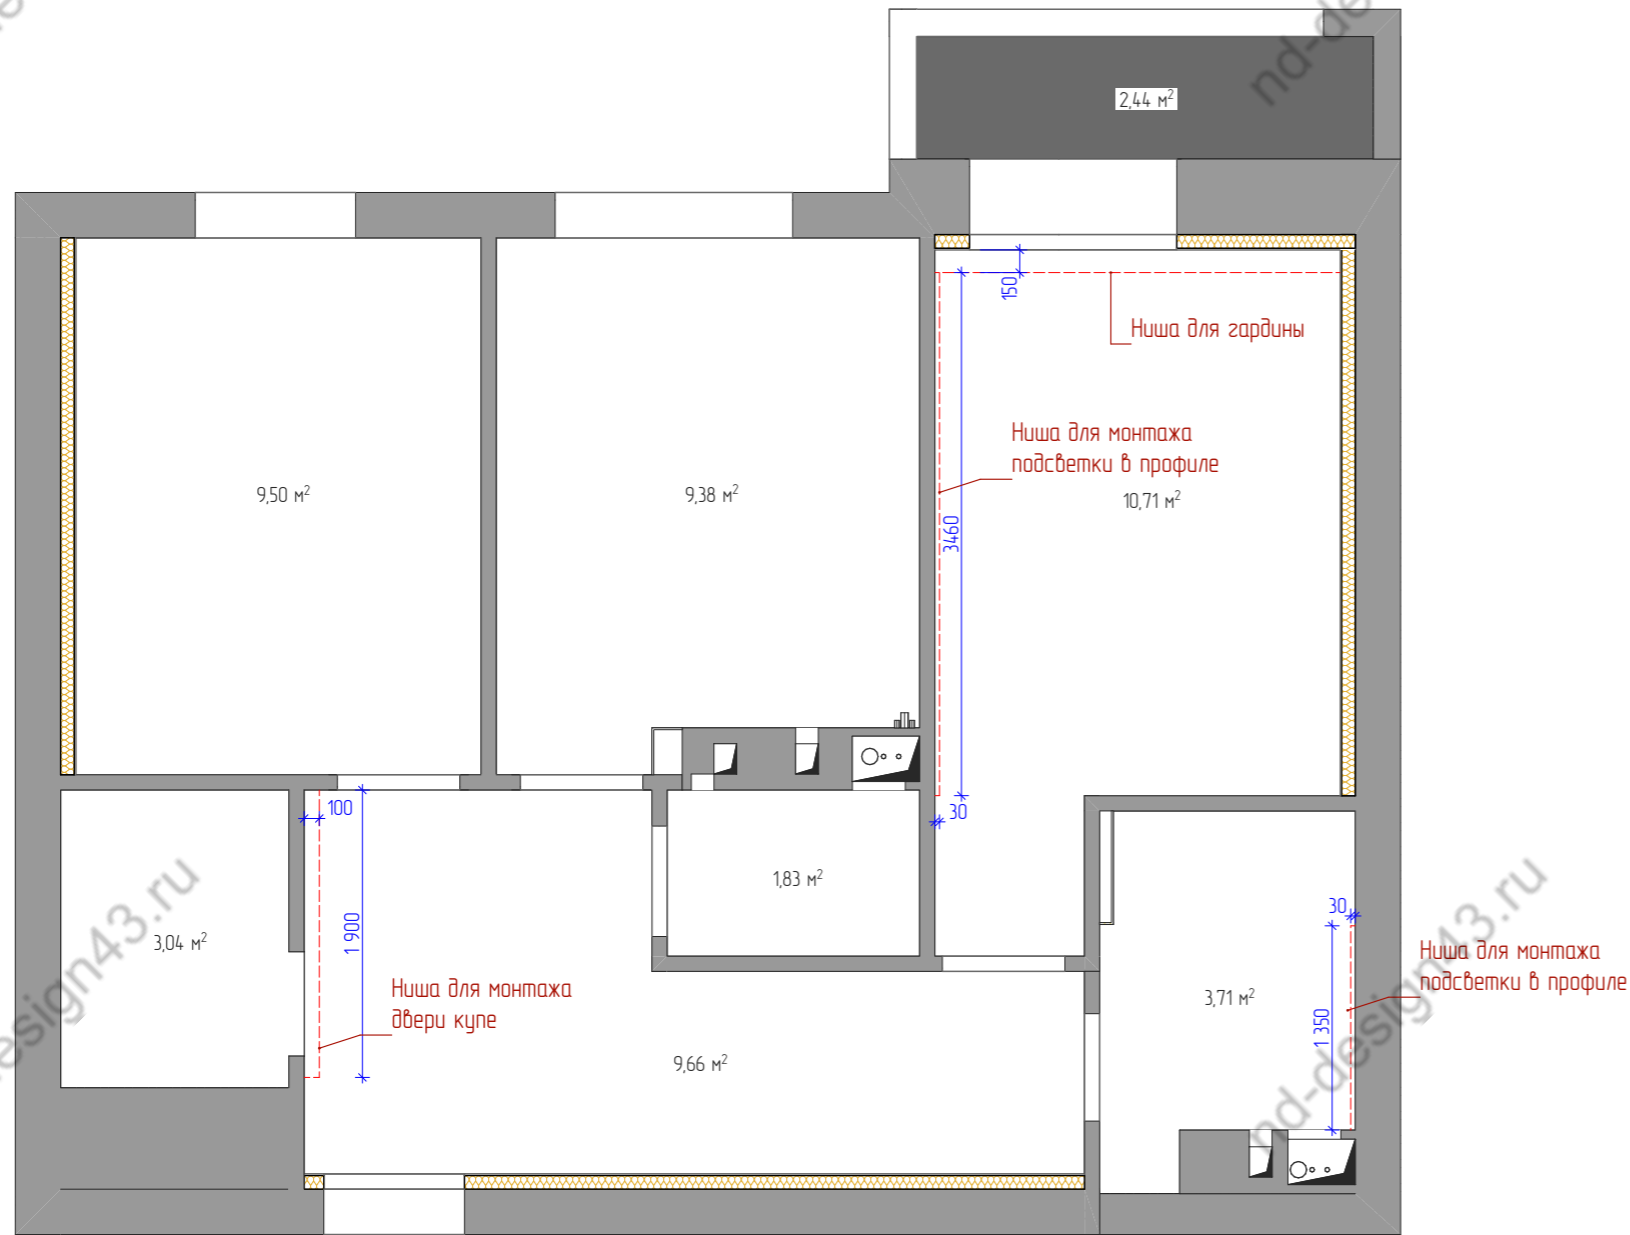 nd-de
2,44 м²
150
Ниша для гардины
Ниша для монтажа
подсветки в профиле
9,50 м²
9,38 м²
10,71 м²
3460
100
30
1,83 м²
30
1 900
3,04 м²
Ниша для монтажа
двери купе
Ниша для монтажа
подсветки в профиле
3,71 м²
1 350
9,66 м²
esign43.ru
nd-design43.ru